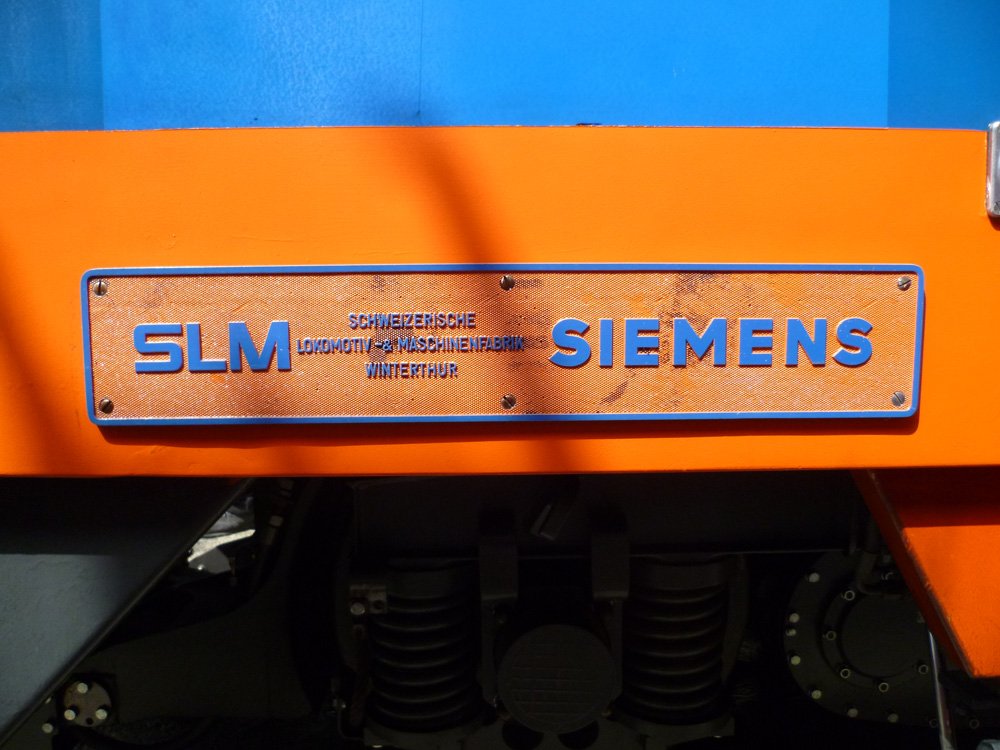 SLM
SCHWEIZERISCHE
LOKOMOTIV-& MASCHINENFABRIK
WINTERTHUR
SIEMENS